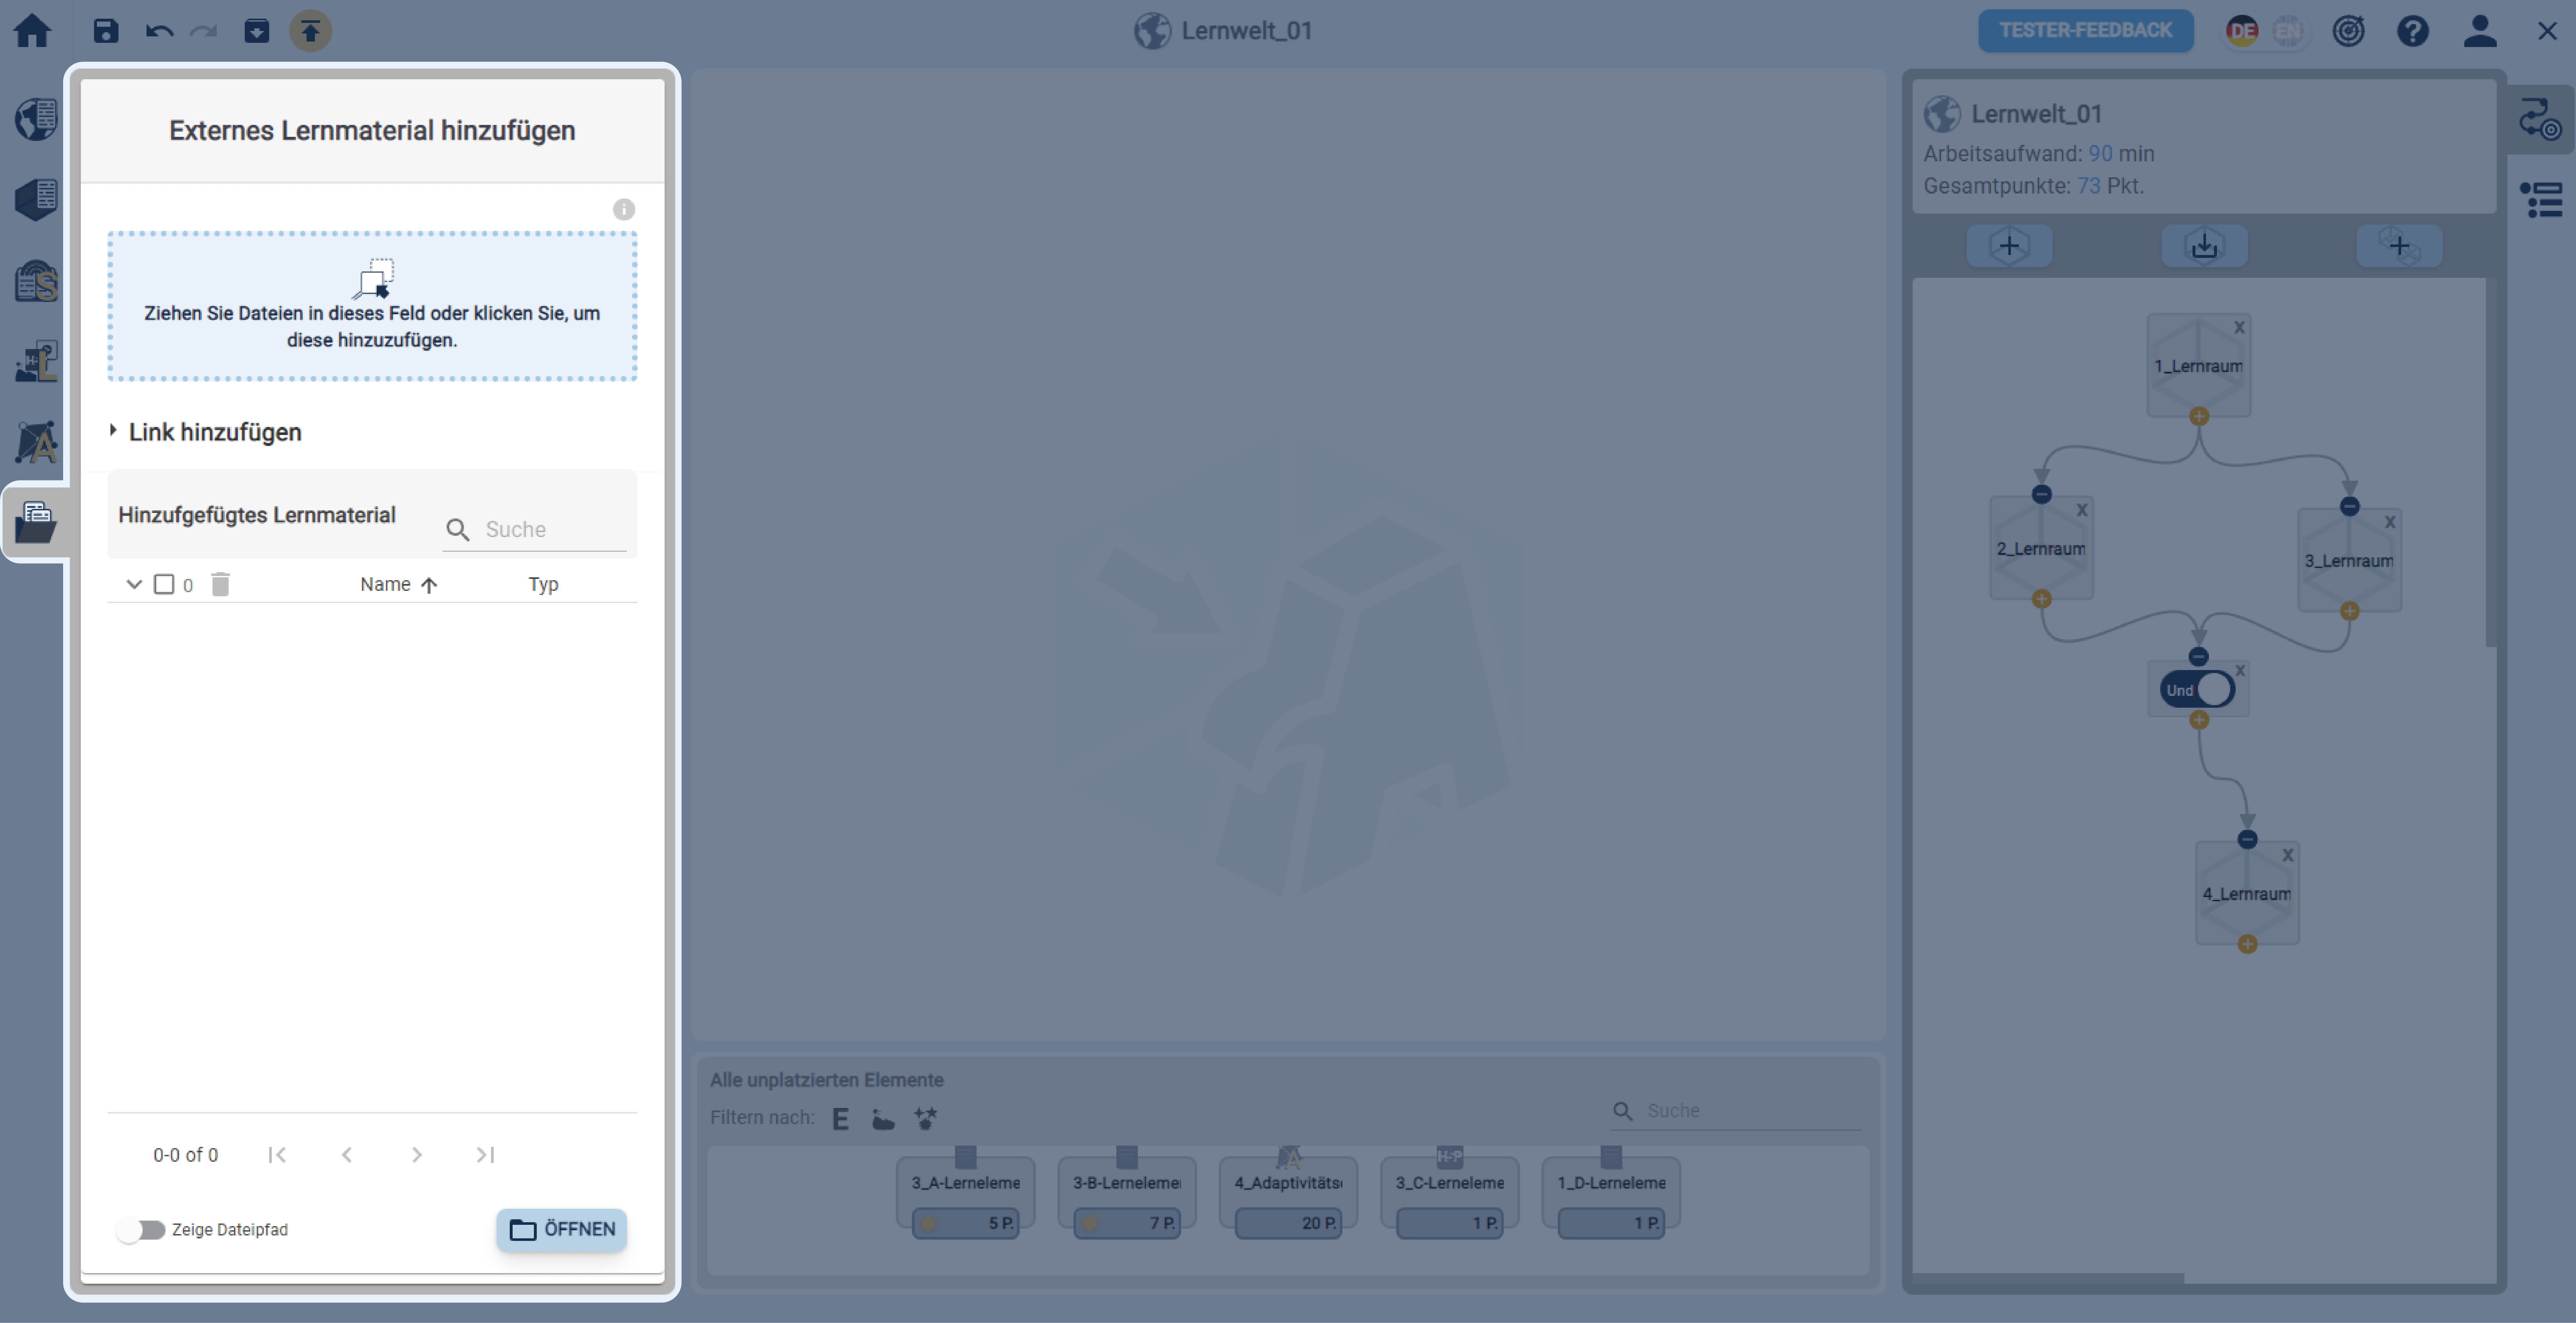 Lernwelt_01
TESTER-FEEDBACK
DE
EN
Externes Lernmaterial hinzufügen
Ziehen Sie Dateien in dieses Feld oder klicken Sie, um
diese hinzuzufügen.
Link hinzufügen
Hinzufgefügtes Lernmaterial
Suche
0
Name
Typ
0-0 of 0
Zeige Dateipfad
ÖFFNEN
S
L
A
Alle unplatzierten Elemente
Filtern nach:
E
Suche
3_A-Lerneleme
3-B-Lerneleme
4_Adaptivitäts
H-P
3_C-Lerneleme
1_D-Lerneleme
5 P.
7 P.
20 P.
1 P.
1 P.
Lernwelt_01
Arbeitsaufwand: 90 min
Gesamtpunkte: 73 Pkt.
X
1_Lernraum
X
2_Lernraum
X
3_Lernraum
X
Und
X
4_Lernraum